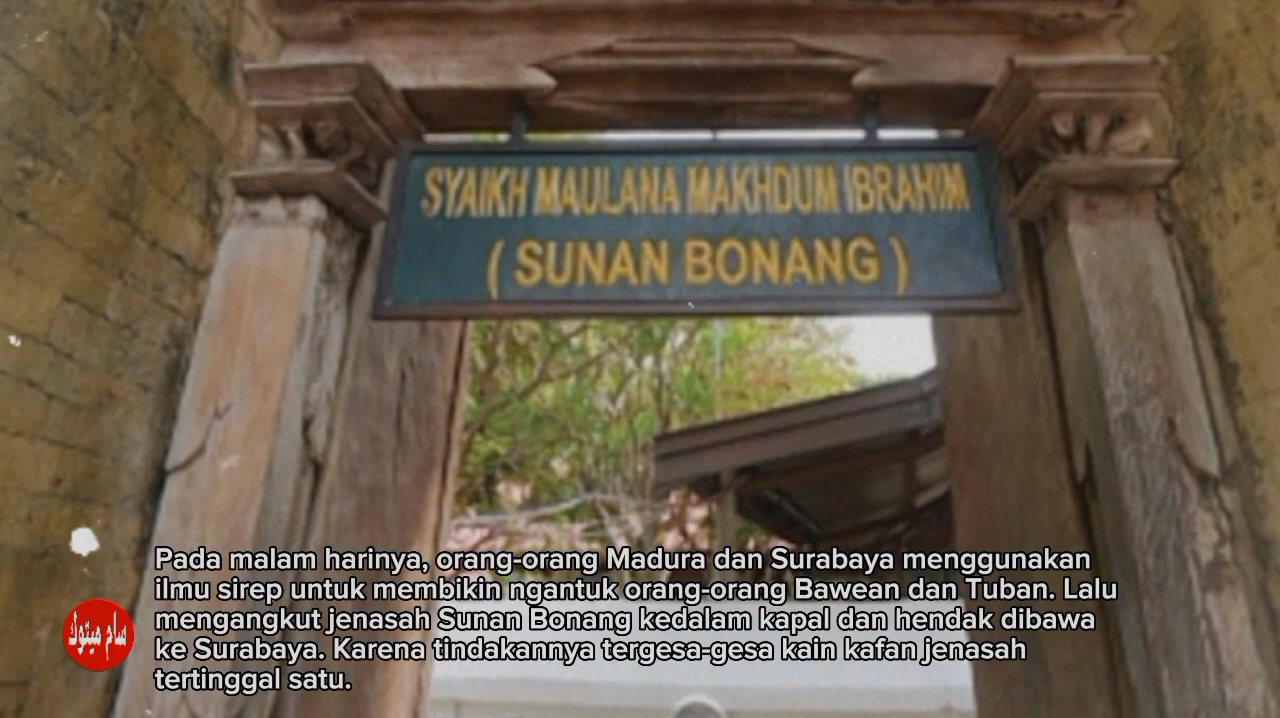 SYAIKH MAULANA MAKHDUM IBRAHIM
( SUNAN BONANG )
Pada malam harinya, orang-orang Madura dan Surabaya menggunakan
ilmu sirep untuk membikin ngantuk orang-orang Bawean dan Tuban. Lalu
mengangkut jenasah Sunan Bonang kedalam kapal dan hendak dibawa
ke Surabaya. Karena tindakannya tergesa-gesa kain kafan jenasah
tertinggal satu.